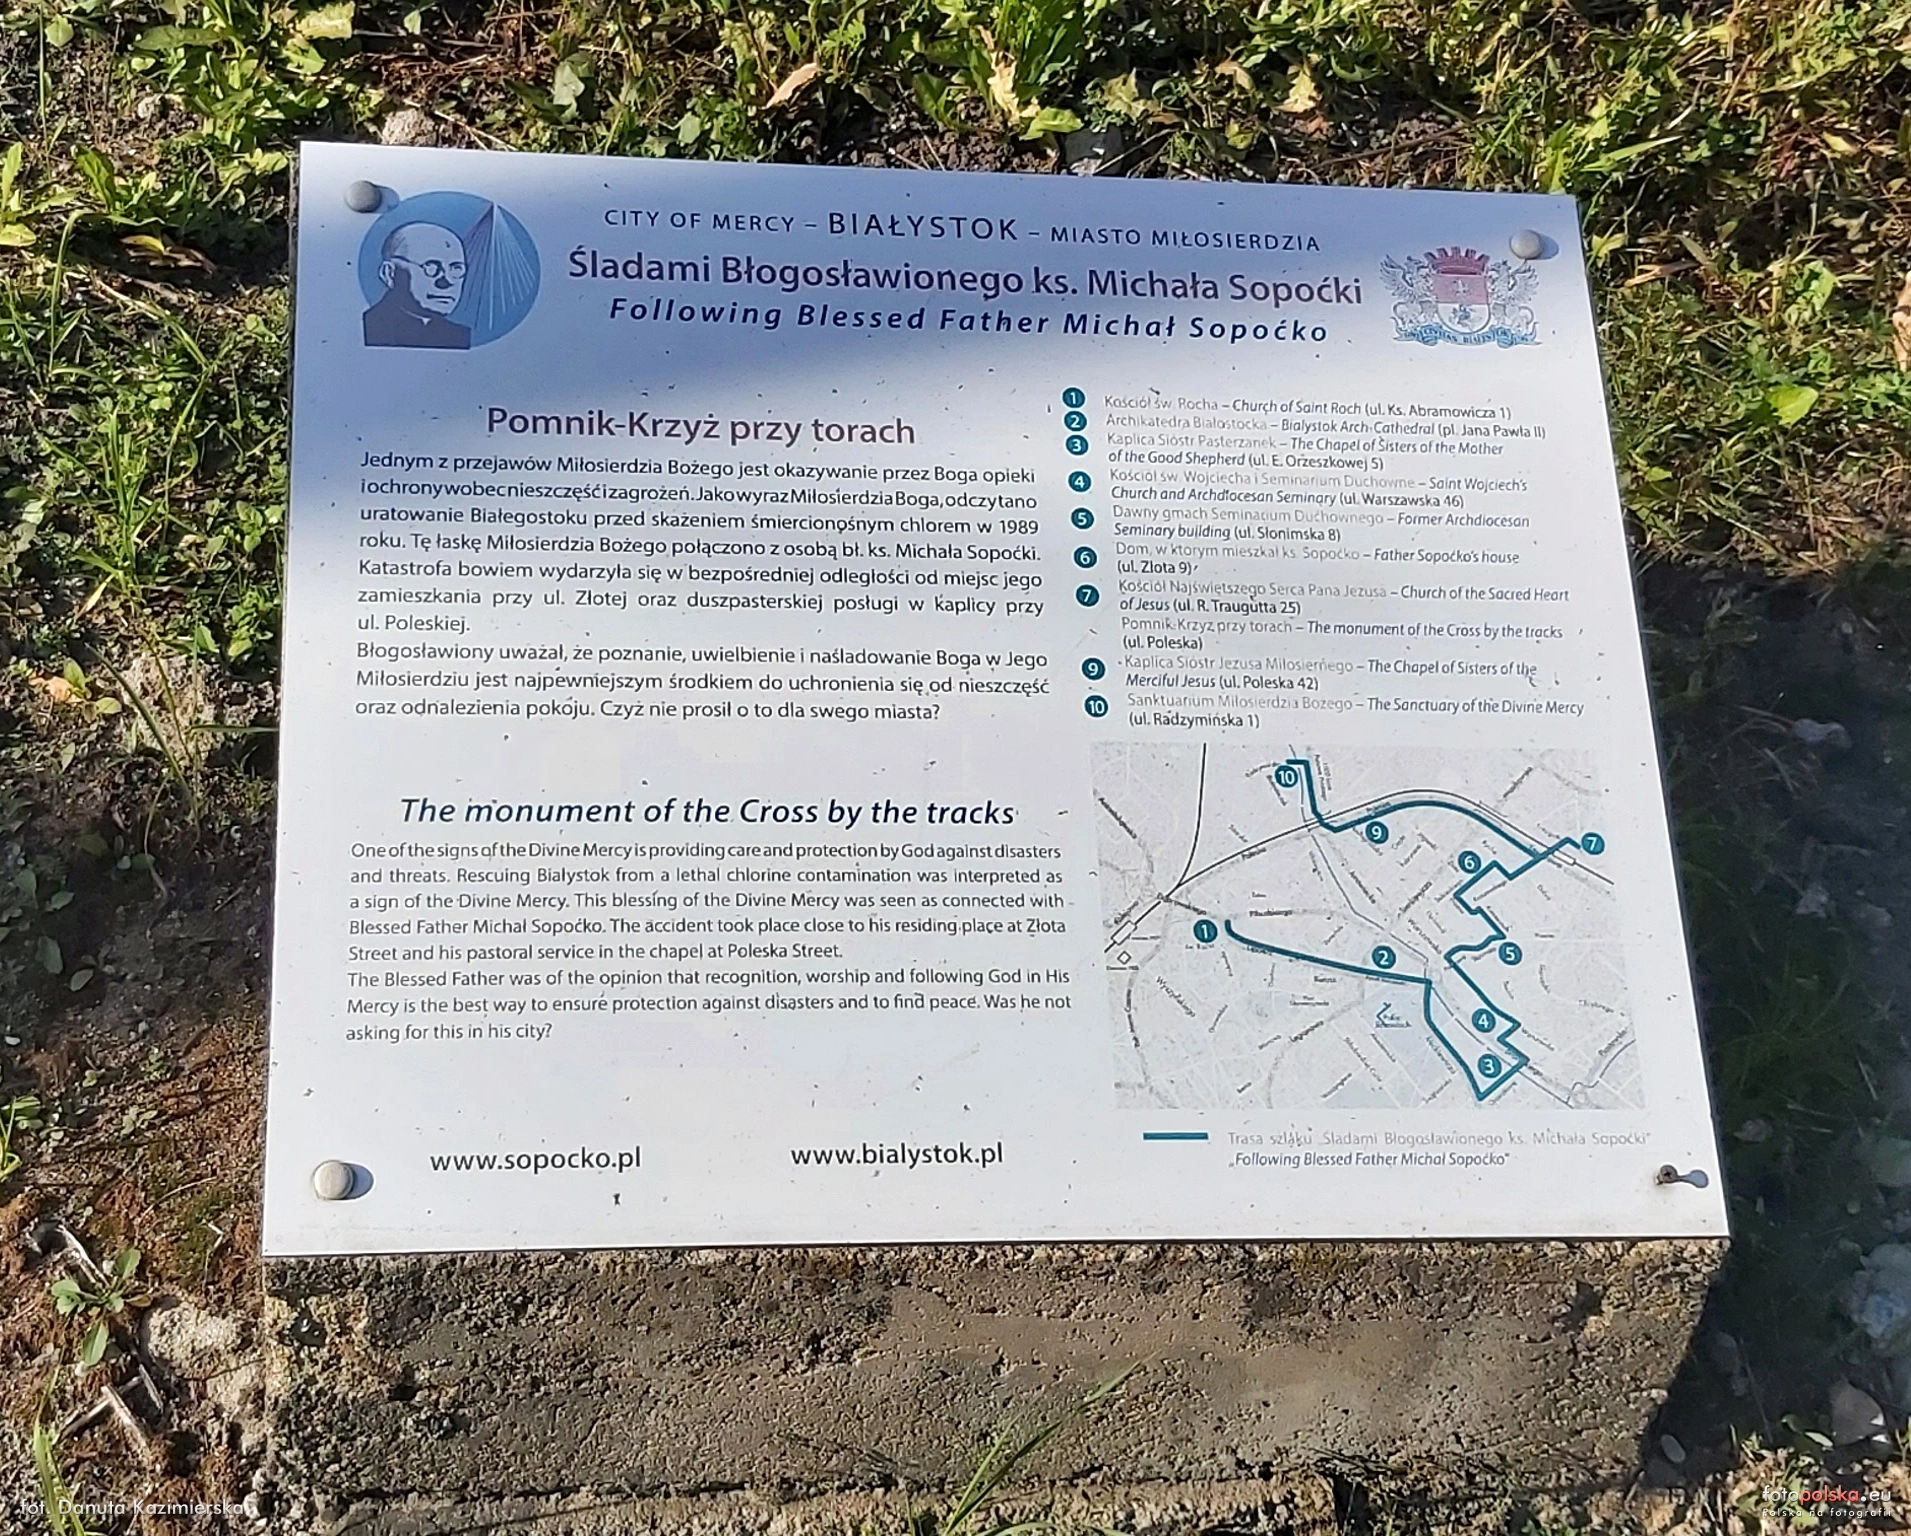 CITY OF MERCY – BIAŁYSTOK – MIASTO MIŁOSIERDZIA
Śladami Błogosławionego ks. Michała Sopoćki
Following Blessed Father Michał Sopoćko
Pomnik-Krzyż przy torach
Jednym z przejawów Miłosierdzia Bożego jest okazywanie przez Boga opieki
i ochrony wobec nieszczęść i zagrożeń. Jako wyraz Miłosierdzia Boga, odczytano
uratowanie Białegostoku przed skażeniem śmiercionośnym chlorem w 1989
roku. Tę łaskę Miłosierdzia Bożego połączono z osobą bł. ks. Michała Sopoćki.
Katastrofa bowiem wydarzyła się w bezpośredniej odległości od miejsc jego
zamieszkania przy ul. Złotej oraz duszpasterskiej posługi w kaplicy przy
ul. Poleskiej.
Błogosławiony uważał, że poznanie, uwielbienie i naśladowanie Boga w Jego
Miłosierdziu jest najpewniejszym środkiem do uchronienia się od nieszczęść
oraz odnalezienia pokoju. Czyż nie prosił o to dla swego miasta?
The monument of the Cross by the tracks
One of the signs of the Divine Mercy is providing care and protection by God against disasters
and threats. Rescuing Białystok from a lethal chlorine contamination was interpreted as
a sign of the Divine Mercy. This blessing of the Divine Mercy was seen as connected with
Blessed Father Michał Sopoćko. The accident took place close to his residing place at Złota
Street and his pastoral service in the chapel at Poleska Street.
The Blessed Father was of the opinion that recognition, worship and following God in His
Mercy is the best way to ensure protection against disasters and to find peace. Was he not
asking for this in his city?
www.sopocko.pl www.bialystok.pl
1 Kościół św. Rocha – Church of Saint Roch (ul. Ks. Abramowicza 1)
2 Archikatedra Białostocka – Bialystok Arch-Cathedral (pl. Jana Pawła II)
3 Kaplica Sióstr Pasterzanek – The Chapel of Sisters of the Mother
of the Good Shepherd (ul. E. Orzeszkowej 5)
4 Kościół św. Wojciecha i Seminarium Duchowne – Saint Wojciech's
Church and Archdiocesan Seminary (ul. Warszawska 46)
5 Dawny gmach Seminarium Duchownego – Former Archdiocesan
Seminary building (ul. Słonimska 8)
6 Dom, w którym mieszkał ks. Sopoćko – Father Sopoćko's house
(ul. Złota 9)
7 Kościół Najświętszego Serca Pana Jezusa – Church of the Sacred Heart
of Jesus (ul. R. Traugutta 25)
Pomnik-Krzyż przy torach – The monument of the Cross by the tracks
(ul. Poleska)
9 Kaplica Sióstr Jezusa Miłosiernego – The Chapel of Sisters of the
Merciful Jesus (ul. Poleska 42)
10 Sanktuarium Miłosierdzia Bożego – The Sanctuary of the Divine Mercy
(ul. Radzymińska 1)
10
9
7
6
1
2
5
4
3
Trasa szlaku „Śladami Błogosławionego ks. Michała Sopoćki"
„Following Blessed Father Michał Sopoćko"
fot. Danuta Kazimierska
fotopolska.eu
Polska na fotografii